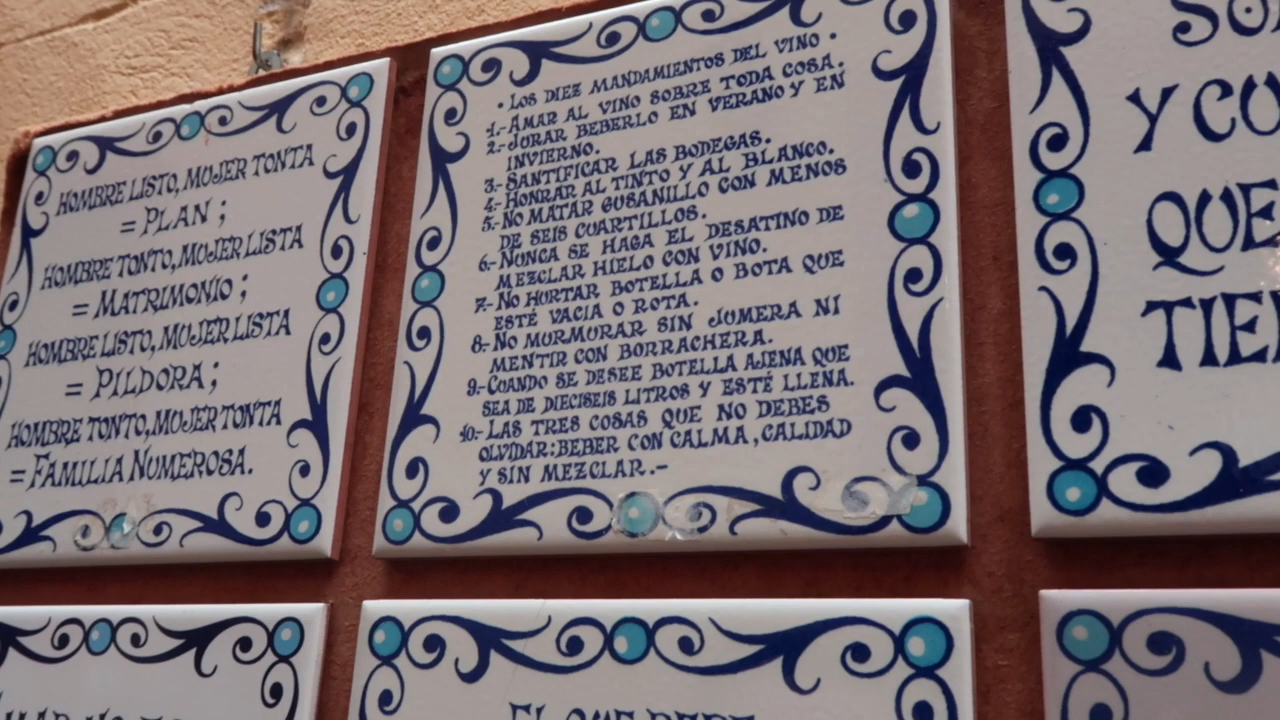 HOMBRE LISTO, MUJER TONTA
= PLAN ;
HOMBRE TONTO, MUJER LISTA
= MATRIMONIO ;
HOMBRE LISTO, MUJER LISTA
= PILDORA ;
HOMBRE TONTO, MUJER TONTA
= FAMILIA NUMEROSA.
• LOS DIEZ MANDAMIENTOS DEL VINO •
1.- AMAR AL VINO SOBRE TODA COSA.
2.- JURAR BEBERLO EN VERANO Y EN
INVIERNO.
3.- SANTIFICAR LAS BODEGAS.
4.- HONRAR AL TINTO Y AL BLANCO.
5.- NO MATAR GUSANILLO CON MENOS
DE SEIS CUARTILLOS.
6.- NUNCA SE HAGA EL DESATINO DE
MEZCLAR HIELO CON VINO.
7.- NO HURTAR BOTELLA O BOTA QUE
ESTÉ VACIA O ROTA.
8.- NO MURMURAR SIN JUMERA NI
MENTIR CON BORRACHERA.
9.- CUANDO SE DESEE BOTELLA AJENA QUE
SEA DE DIECISEIS LITROS Y ESTÉ LLENA.
10.- LAS TRES COSAS QUE NO DEBES
OLVIDAR: BEBER CON CALMA, CALIDAD
Y SIN MEZCLAR.-
Y CU
QUE
TIE
EL QUE BEBE